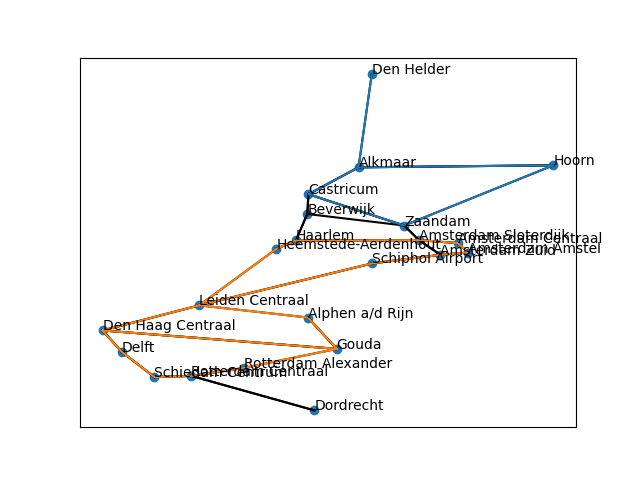 Den Helder
Alkmaar
Hoorn
Castricum
Beverwijk
Zaandam
Haarlem
Amsterdam Sloterdijk
Amsterdam Centraal
Heemstede-Aerdenhout
Amsterdam Amstel
Amsterdam Zuid
Schiphol Airport
Leiden Centraal
Alphen a/d Rijn
Den Haag Centraal
Gouda
Delft
Rotterdam Alexander
Schiedam Centrum
Rotterdam Centraal
Dordrecht